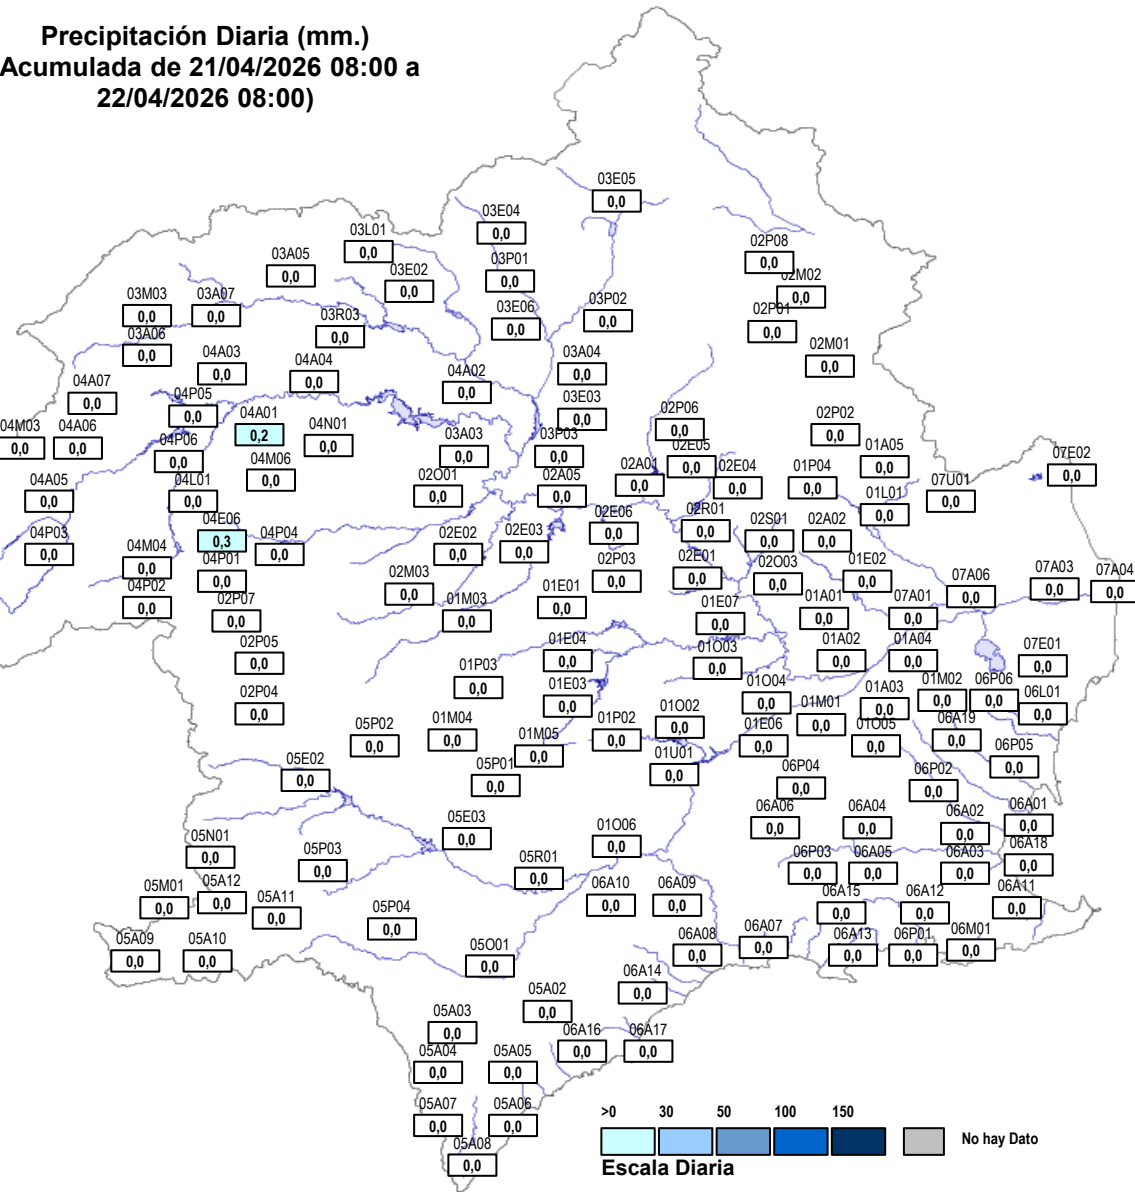 Precipitación Diaria (mm.)
Acumulada de 21/04/2026 08:00 a
22/04/2026 08:00)
03E05
0,0
03E04
0,0
03L01
0,0
03A05
0,0
03P01
0,0
03E02
0,0
02P08
0,0
02M02
0,0
03M03
0,0
03A07
0,0
03R03
0,0
03E06
0,0
03P02
0,0
02P01
0,0
03A06
0,0
04A03
0,0
04A04
0,0
04A02
0,0
03A04
0,0
02M01
0,0
04A07
0,0
04P05
0,0
03E03
0,0
04M03
0,0
04A06
0,0
04A01
0,2
04N01
0,0
02P06
0,0
02P02
0,0
04P06
0,0
03A03
0,0
03P03
0,0
02E05
0,0
01A05
0,0
07E02
0,0
04M06
0,0
02A01
0,0
02E04
0,0
01P04
0,0
04A05
0,0
04L01
0,0
02O01
0,0
02A05
0,0
01L01
0,0
07U01
0,0
04E06
0,3
02E06
0,0
02R01
0,0
02S01
0,0
02A02
0,0
04P03
0,0
04P04
0,0
02E02
0,0
02E03
0,0
04M04
0,0
04P01
0,0
02P03
0,0
02E01
0,0
02O03
0,0
01E02
0,0
07A06
0,0
07A03
0,0
07A04
0,0
04P02
0,0
02P07
0,0
02M03
0,0
01M03
0,0
01E01
0,0
01E07
0,0
01A01
0,0
07A01
0,0
02P05
0,0
01E04
0,0
01O03
0,0
01A02
0,0
01A04
0,0
07E01
0,0
01P03
0,0
02P04
0,0
01E03
0,0
01O04
0,0
01A03
0,0
01M02
0,0
06P06
0,0
06L01
0,0
05P02
0,0
01M04
0,0
01M05
0,0
01P02
0,0
01O02
0,0
01E06
0,0
01M01
0,0
01O05
0,0
06A19
0,0
05E02
0,0
05P01
0,0
01U01
0,0
06P04
0,0
06P02
0,0
06P05
0,0
05E03
0,0
01O06
0,0
06A06
0,0
06A04
0,0
06A02
0,0
06A01
0,0
05N01
0,0
05P03
0,0
05R01
0,0
06P03
0,0
06A05
0,0
06A03
0,0
06A18
0,0
05M01
0,0
05A12
0,0
05A11
0,0
06A10
0,0
06A09
0,0
06A15
0,0
06A12
0,0
06A11
0,0
05P04
0,0
05A09
0,0
05A10
0,0
05O01
0,0
06A08
0,0
06A07
0,0
06A13
0,0
06P01
0,0
06M01
0,0
06A14
0,0
05A02
0,0
05A03
0,0
06A16
0,0
06A17
0,0
05A04
0,0
05A05
0,0
05A07
0,0
05A06
0,0
05A08
0,0
>0 30 50 100 150
No hay Dato
Escala Diaria